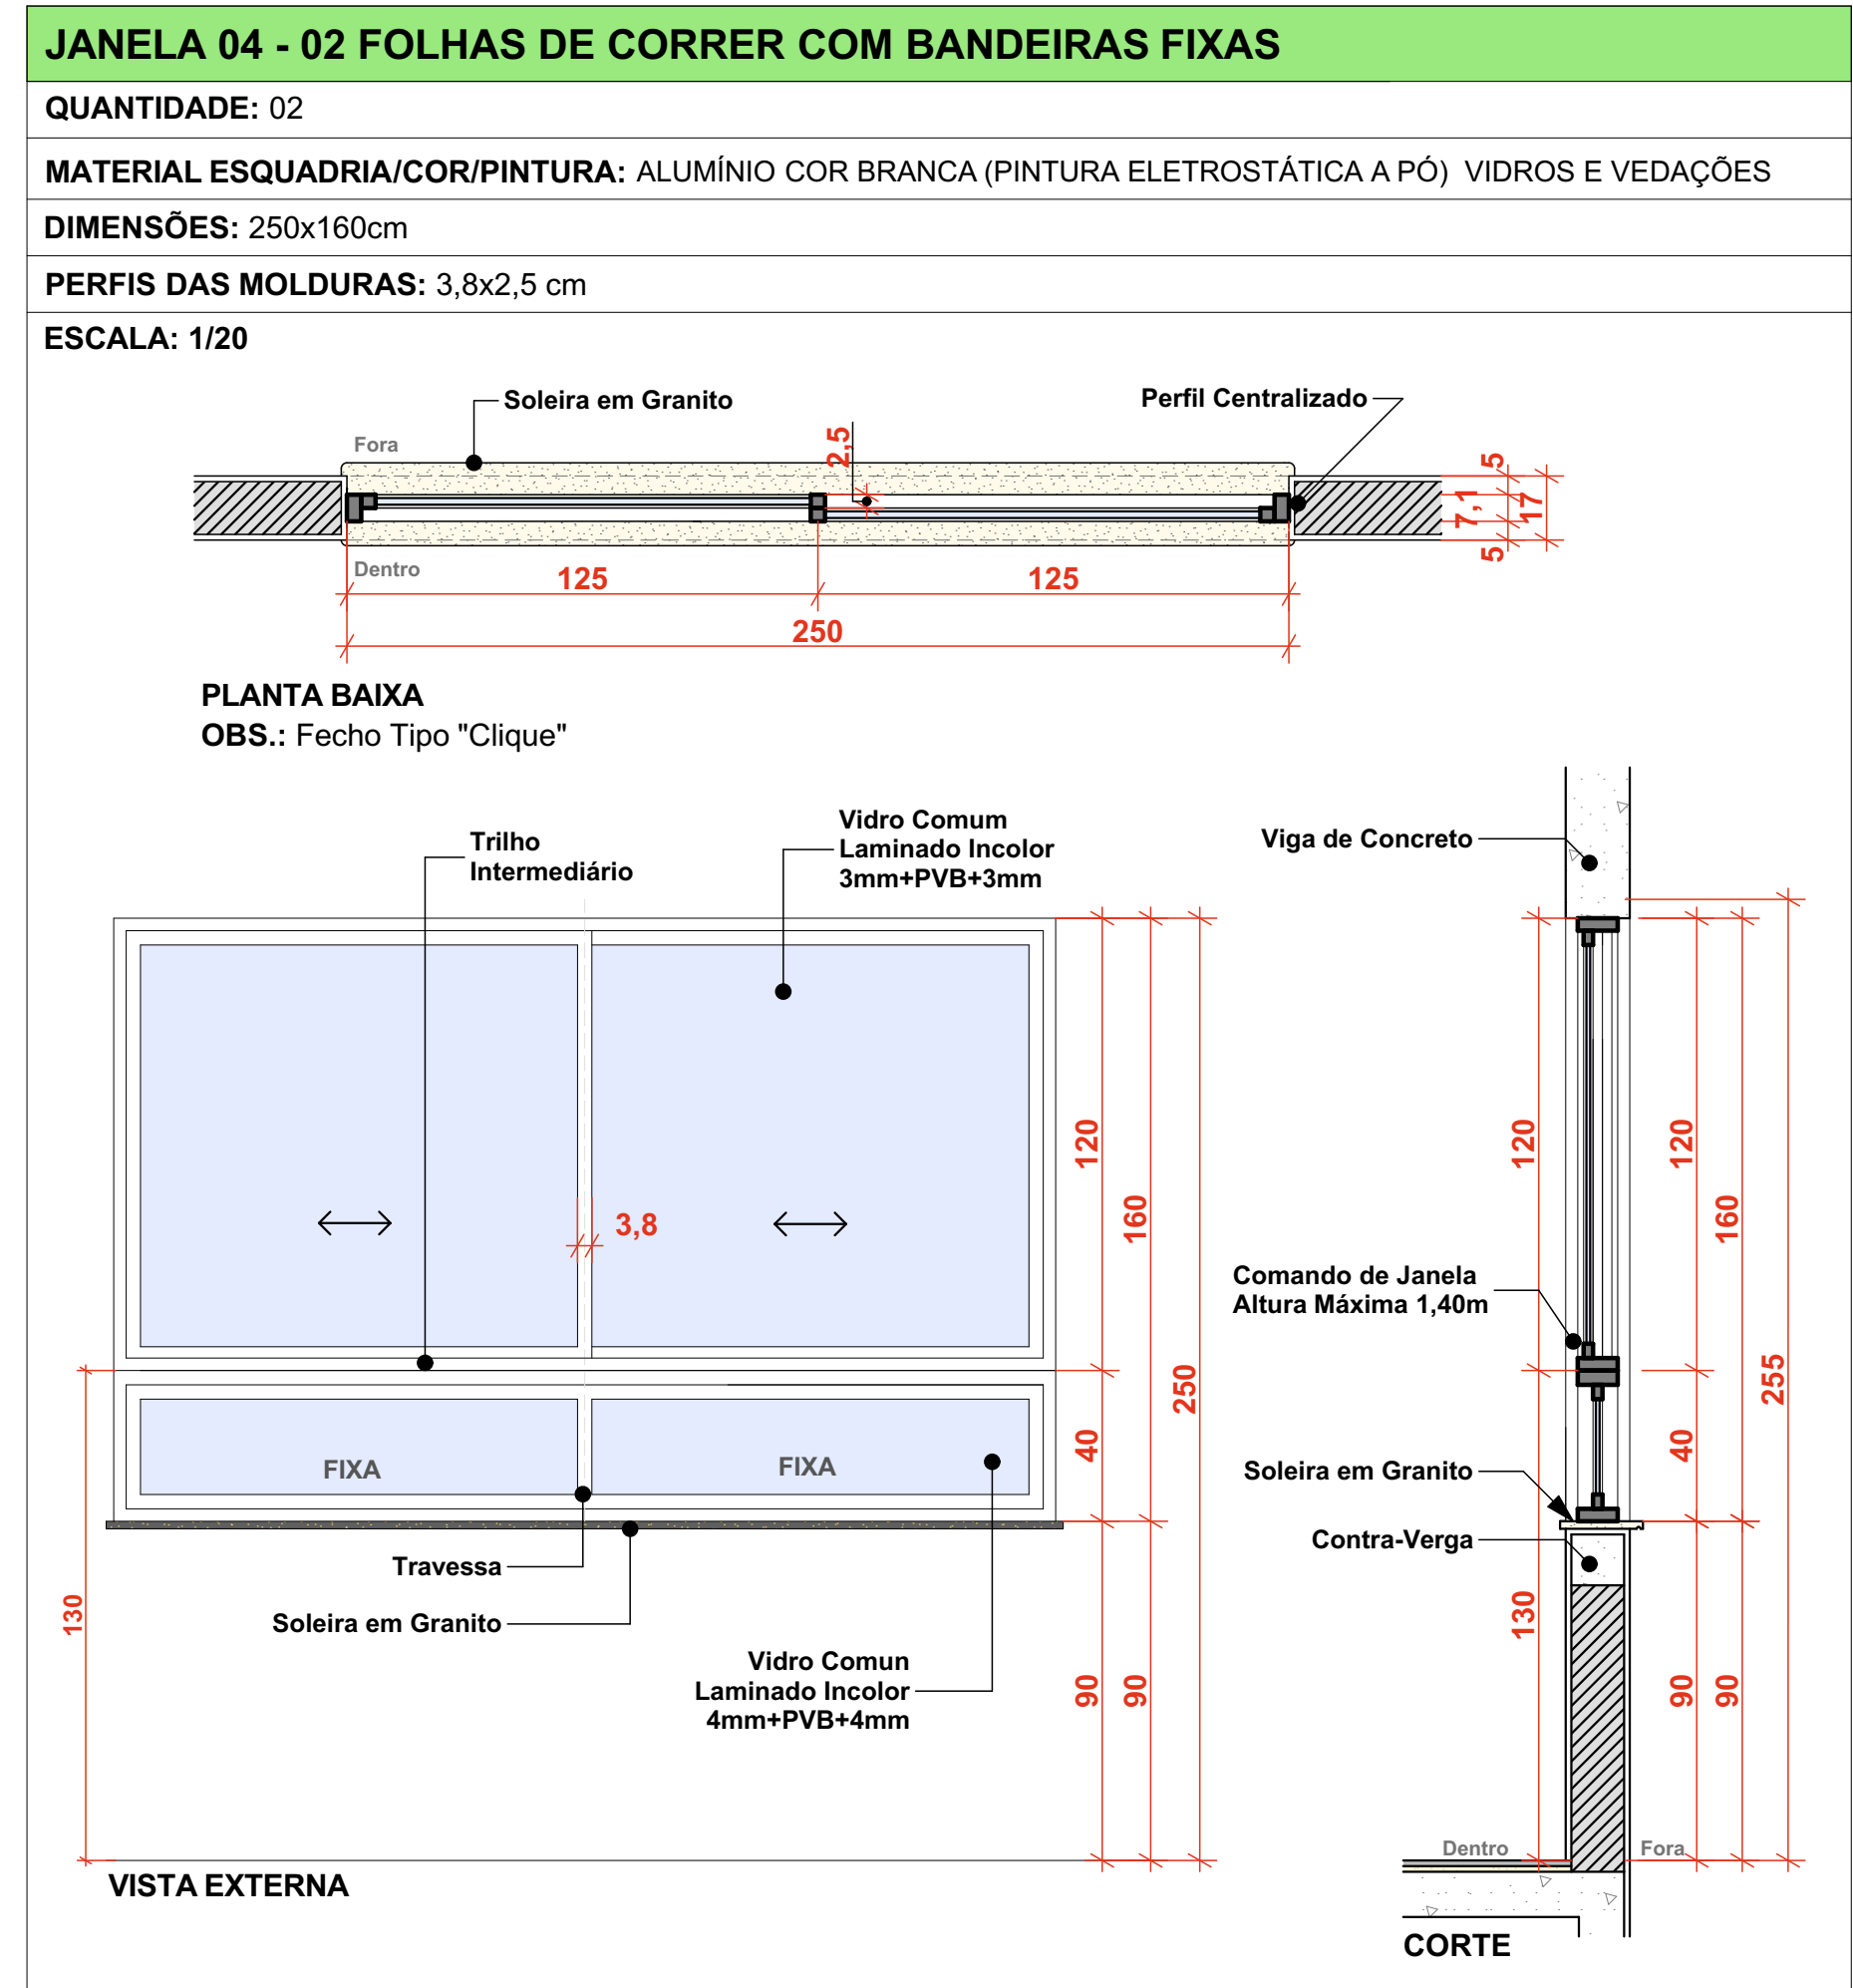 JANELA 04 - 02 FOLHAS DE CORRER COM BANDEIRAS FIXAS
QUANTIDADE: 02
MATERIAL ESQUADRIA/COR/PINTURA: ALUMÍNIO COR BRANCA (PINTURA ELETROSTÁTICA A PÓ) VIDROS E VEDAÇÕES
DIMENSÕES: 250x160cm
PERFIS DAS MOLDURAS: 3,8x2,5 cm
ESCALA: 1/20
Soleira em Granito
Perfil Centralizado
Fora
2,5
5
7,1
17
5
Dentro
125
125
250
PLANTA BAIXA
OBS.: Fecho Tipo "Clique"
Trilho
Intermediário
Vidro Comum
Laminado Incolor
3mm+PVB+3mm
Viga de Concreto
120
160
250
3,8
40
FIXA
FIXA
130
Travessa
Soleira em Granito
Vidro Comun
Laminado Incolor
4mm+PVB+4mm
90
90
VISTA EXTERNA
120
120
160
255
Comando de Janela
Altura Máxima 1,40m
40
Soleira em Granito
Contra-Verga
130
90
90
Dentro
Fora
CORTE